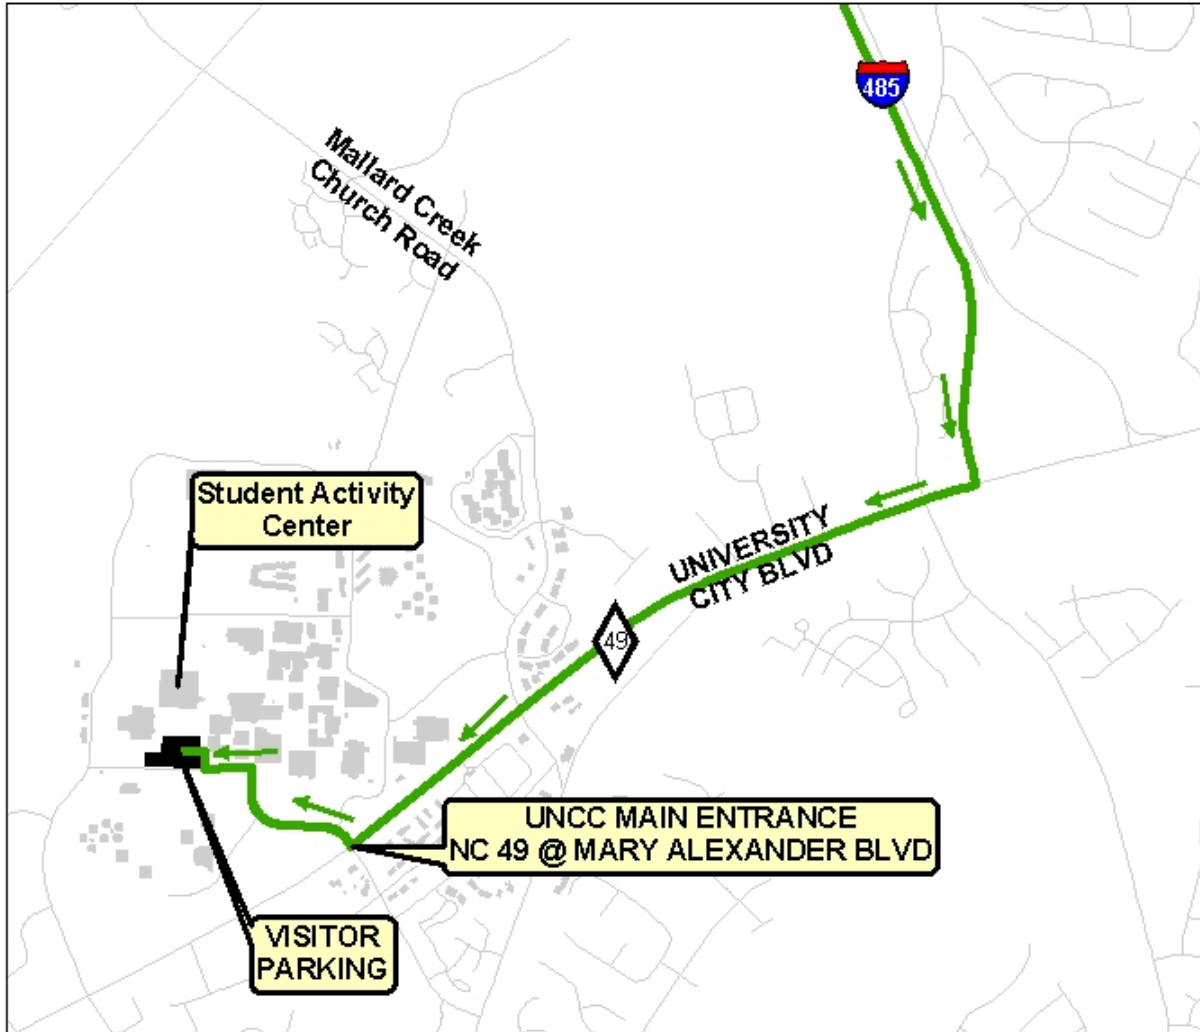 485
Mallard Creek
Church Road
Student Activity
Center
UNIVERSITY
CITY BLVD
49
UNCC MAIN ENTRANCE
NC 49 @ MARY ALEXANDER BLVD
VISITOR
PARKING